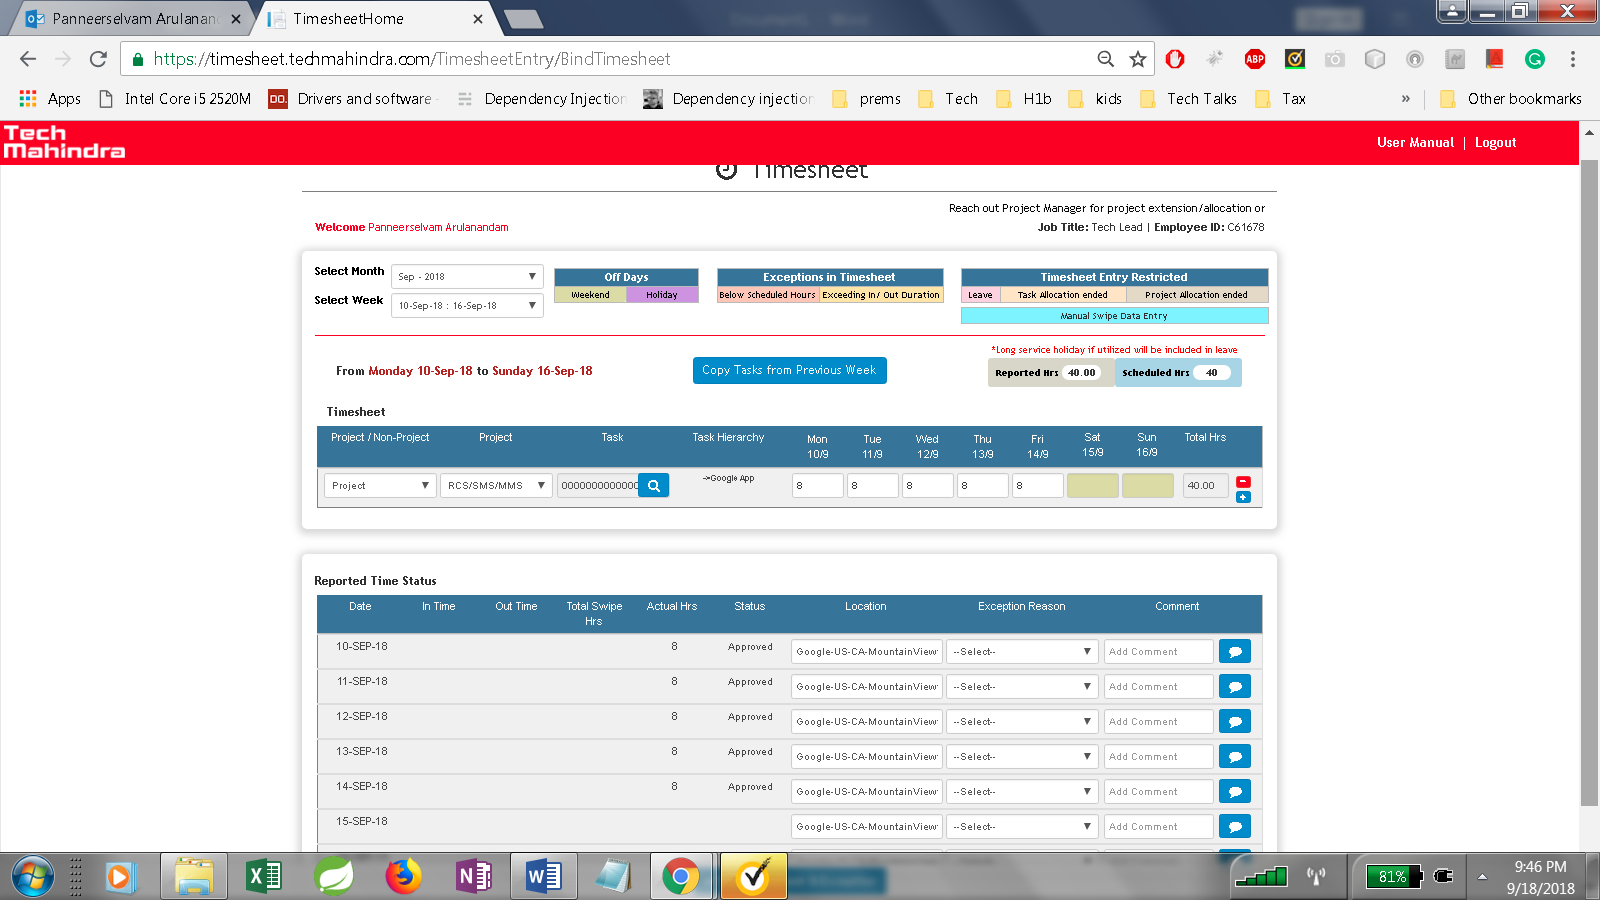 Panneerselvam Arulanan
TimesheetHome
https://timesheet.techmahindra.com/TimesheetEntry/BindTimesheet
Apps
Intel Core i5 2520M
DO. Drivers and software
Dependency Injection
Dependency injection
prems
Tech
H1b
kids
Tech Talks
Tax
»
Other bookmarks
Tech
Mahindra
User Manual | Logout
Timesheet
Reach out Project Manager for project extension/allocation or
Welcome Panneerselvam Arulanandam
Job Title: Tech Lead | Employee ID: C61678
Select Month Sep - 2018
Select Week 10-Sep-18 : 16-Sep-18
Off Days
Weekend Holiday
Exceptions in Timesheet
Below Scheduled Hours Exceeding In/ Out Duration
Timesheet Entry Restricted
Leave Task Allocation ended Project Allocation ended
Manual Swipe Data Entry
*Long service holiday if utilized will be included in leave
From Monday 10-Sep-18 to Sunday 16-Sep-18
Copy Tasks from Previous Week
Reported Hrs 40.00 Scheduled Hrs 40
Timesheet
Project / Non-Project Project Task Task Hierarchy Mon 10/9 Tue 11/9 Wed 12/9 Thu 13/9 Fri 14/9 Sat 15/9 Sun 16/9 Total Hrs
Project RCS/SMS/MMS 0000000000000 ->Google App 8 8 8 8 8 40.00
Reported Time Status
Date In Time Out Time Total Swipe Hrs Actual Hrs Status Location Exception Reason Comment
10-SEP-18 8 Approved Google-US-CA-MountainView --Select-- Add Comment
11-SEP-18 8 Approved Google-US-CA-MountainView --Select-- Add Comment
12-SEP-18 8 Approved Google-US-CA-MountainView --Select-- Add Comment
13-SEP-18 8 Approved Google-US-CA-MountainView --Select-- Add Comment
14-SEP-18 8 Approved Google-US-CA-MountainView --Select-- Add Comment
15-SEP-18 Google-US-CA-MountainView --Select-- Add Comment
81%
9:46 PM
9/18/2018